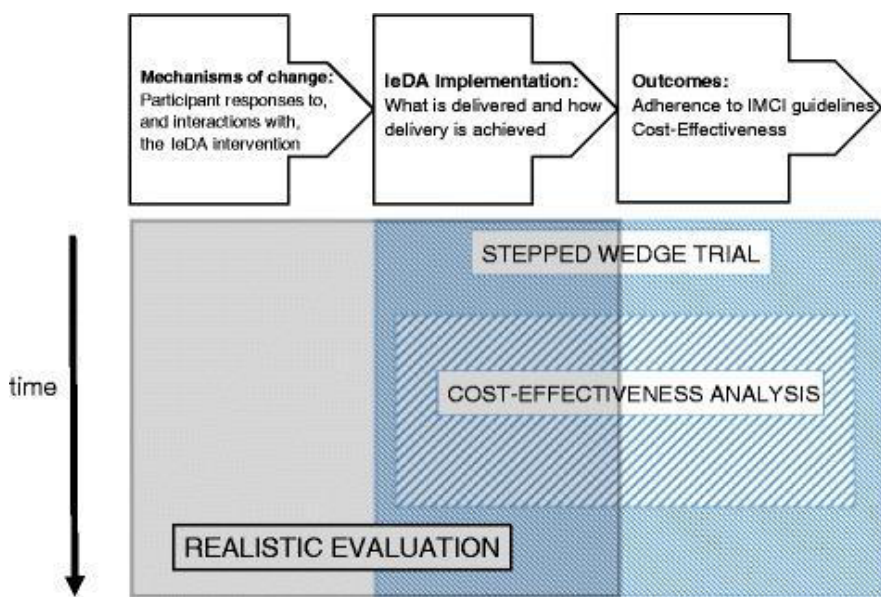 Mechanisms of change:
Participant responses to,
and interactions with,
the IeDA intervention
IeDA Implementation:
What is delivered and how
delivery is achieved
Outcomes:
Adherence to IMCI guidelines
Cost-Effectiveness
STEPPED WEDGE TRIAL
time
COST-EFFECTIVENESS ANALYSIS
REALISTIC EVALUATION